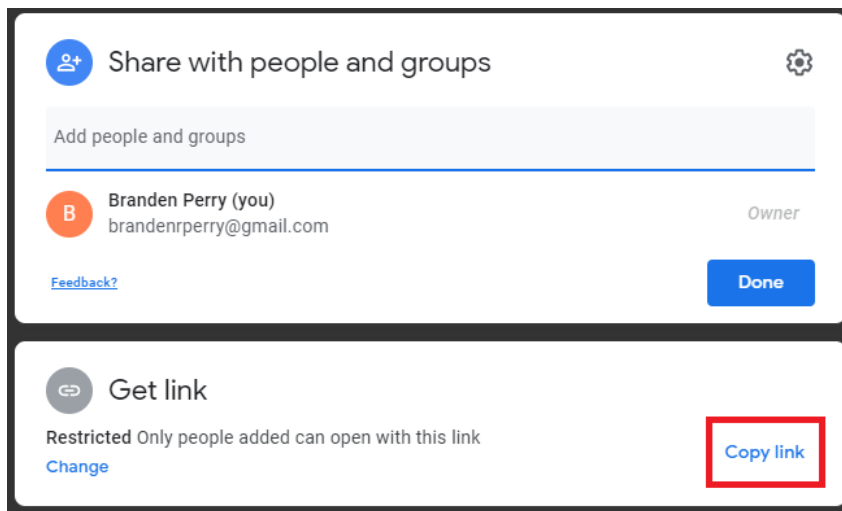 Share with people and groups
Add people and groups
B
Branden Perry (you)
brandenrperry@gmail.com
Owner
Feedback?
Done
Get link
Restricted Only people added can open with this link
Change
Copy link